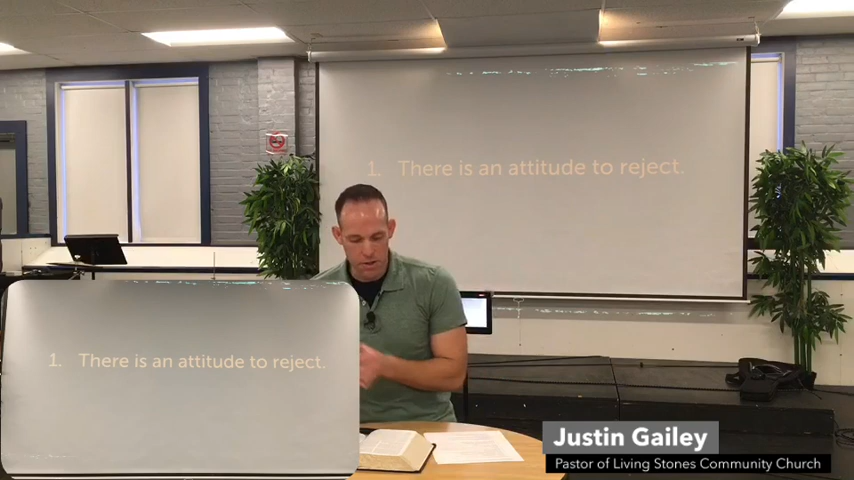 1. There is an attitude to reject.
1. There is an attitude to reject.
Justin Gailey
Pastor of Living Stones Community Church